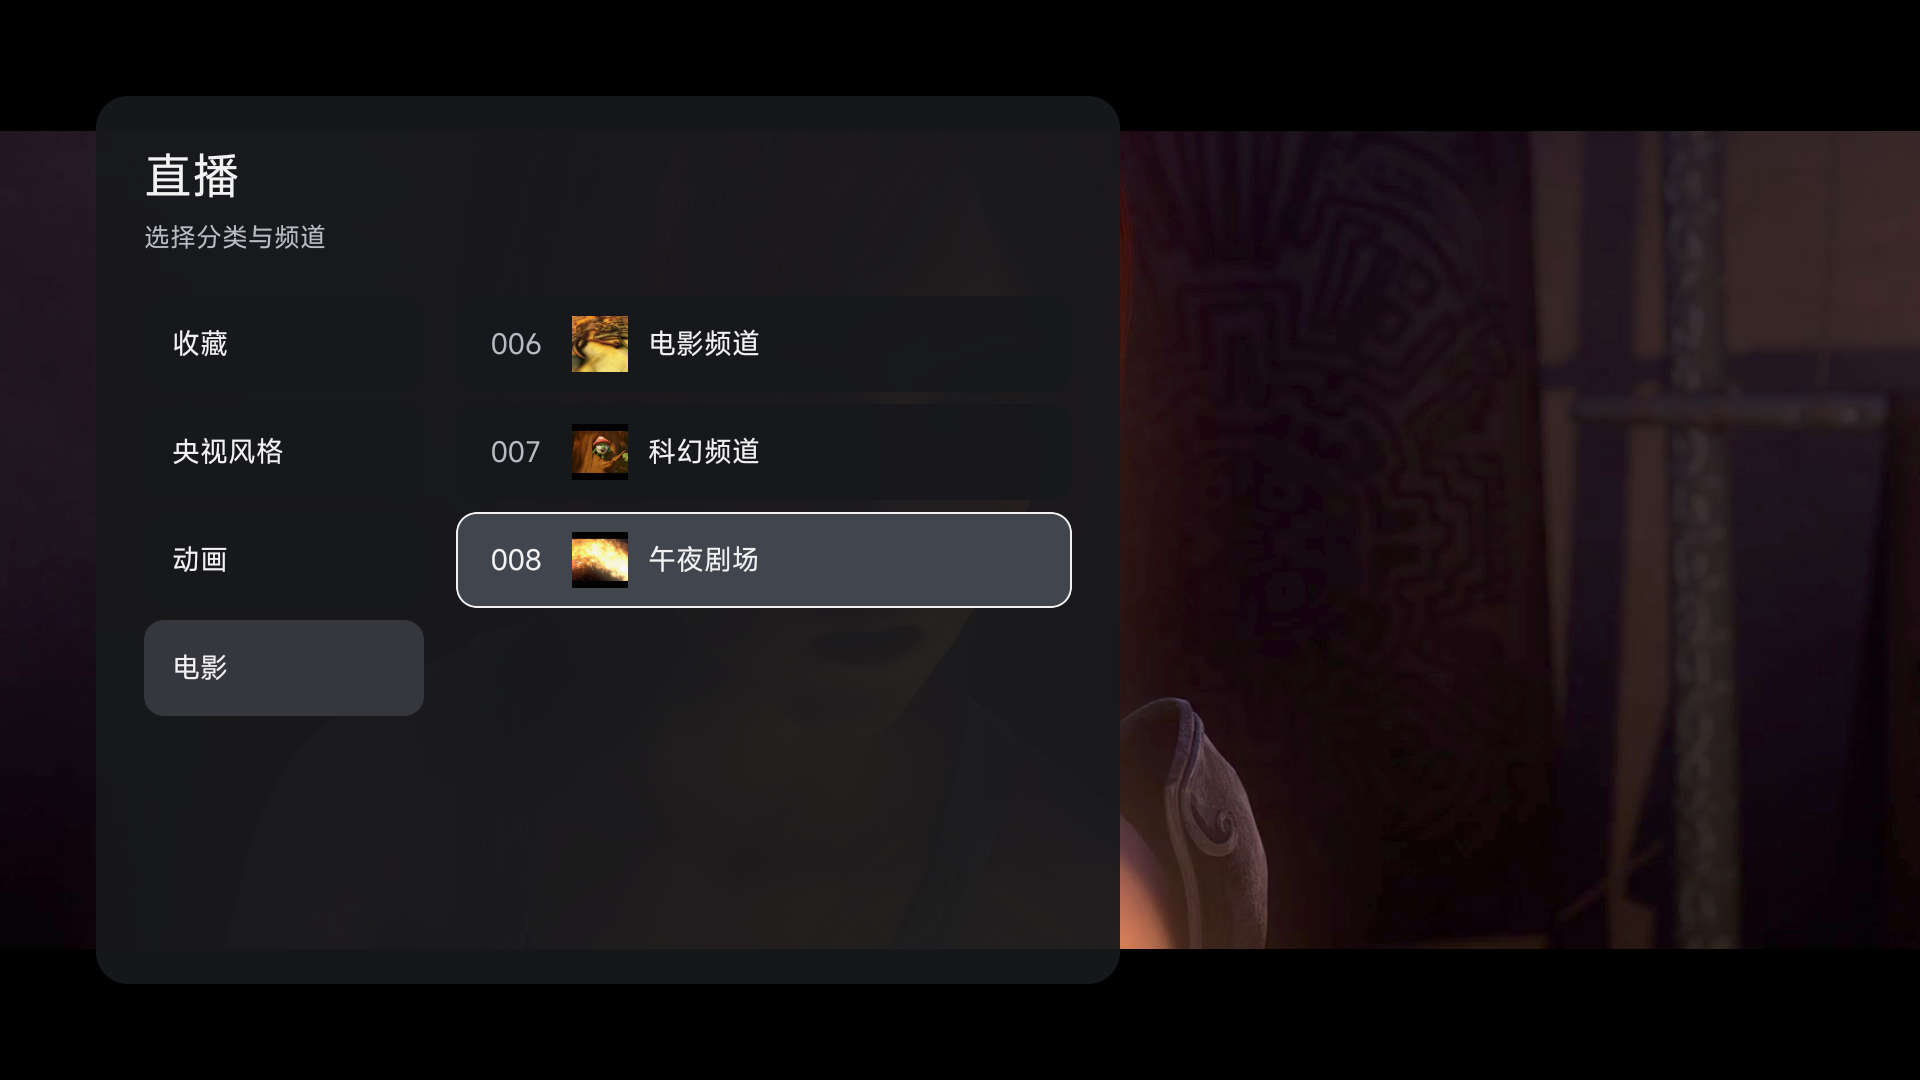 直播
选择分类与频道
收藏
央视风格
动画
电影
006 电影频道
007 科幻频道
008 午夜剧场